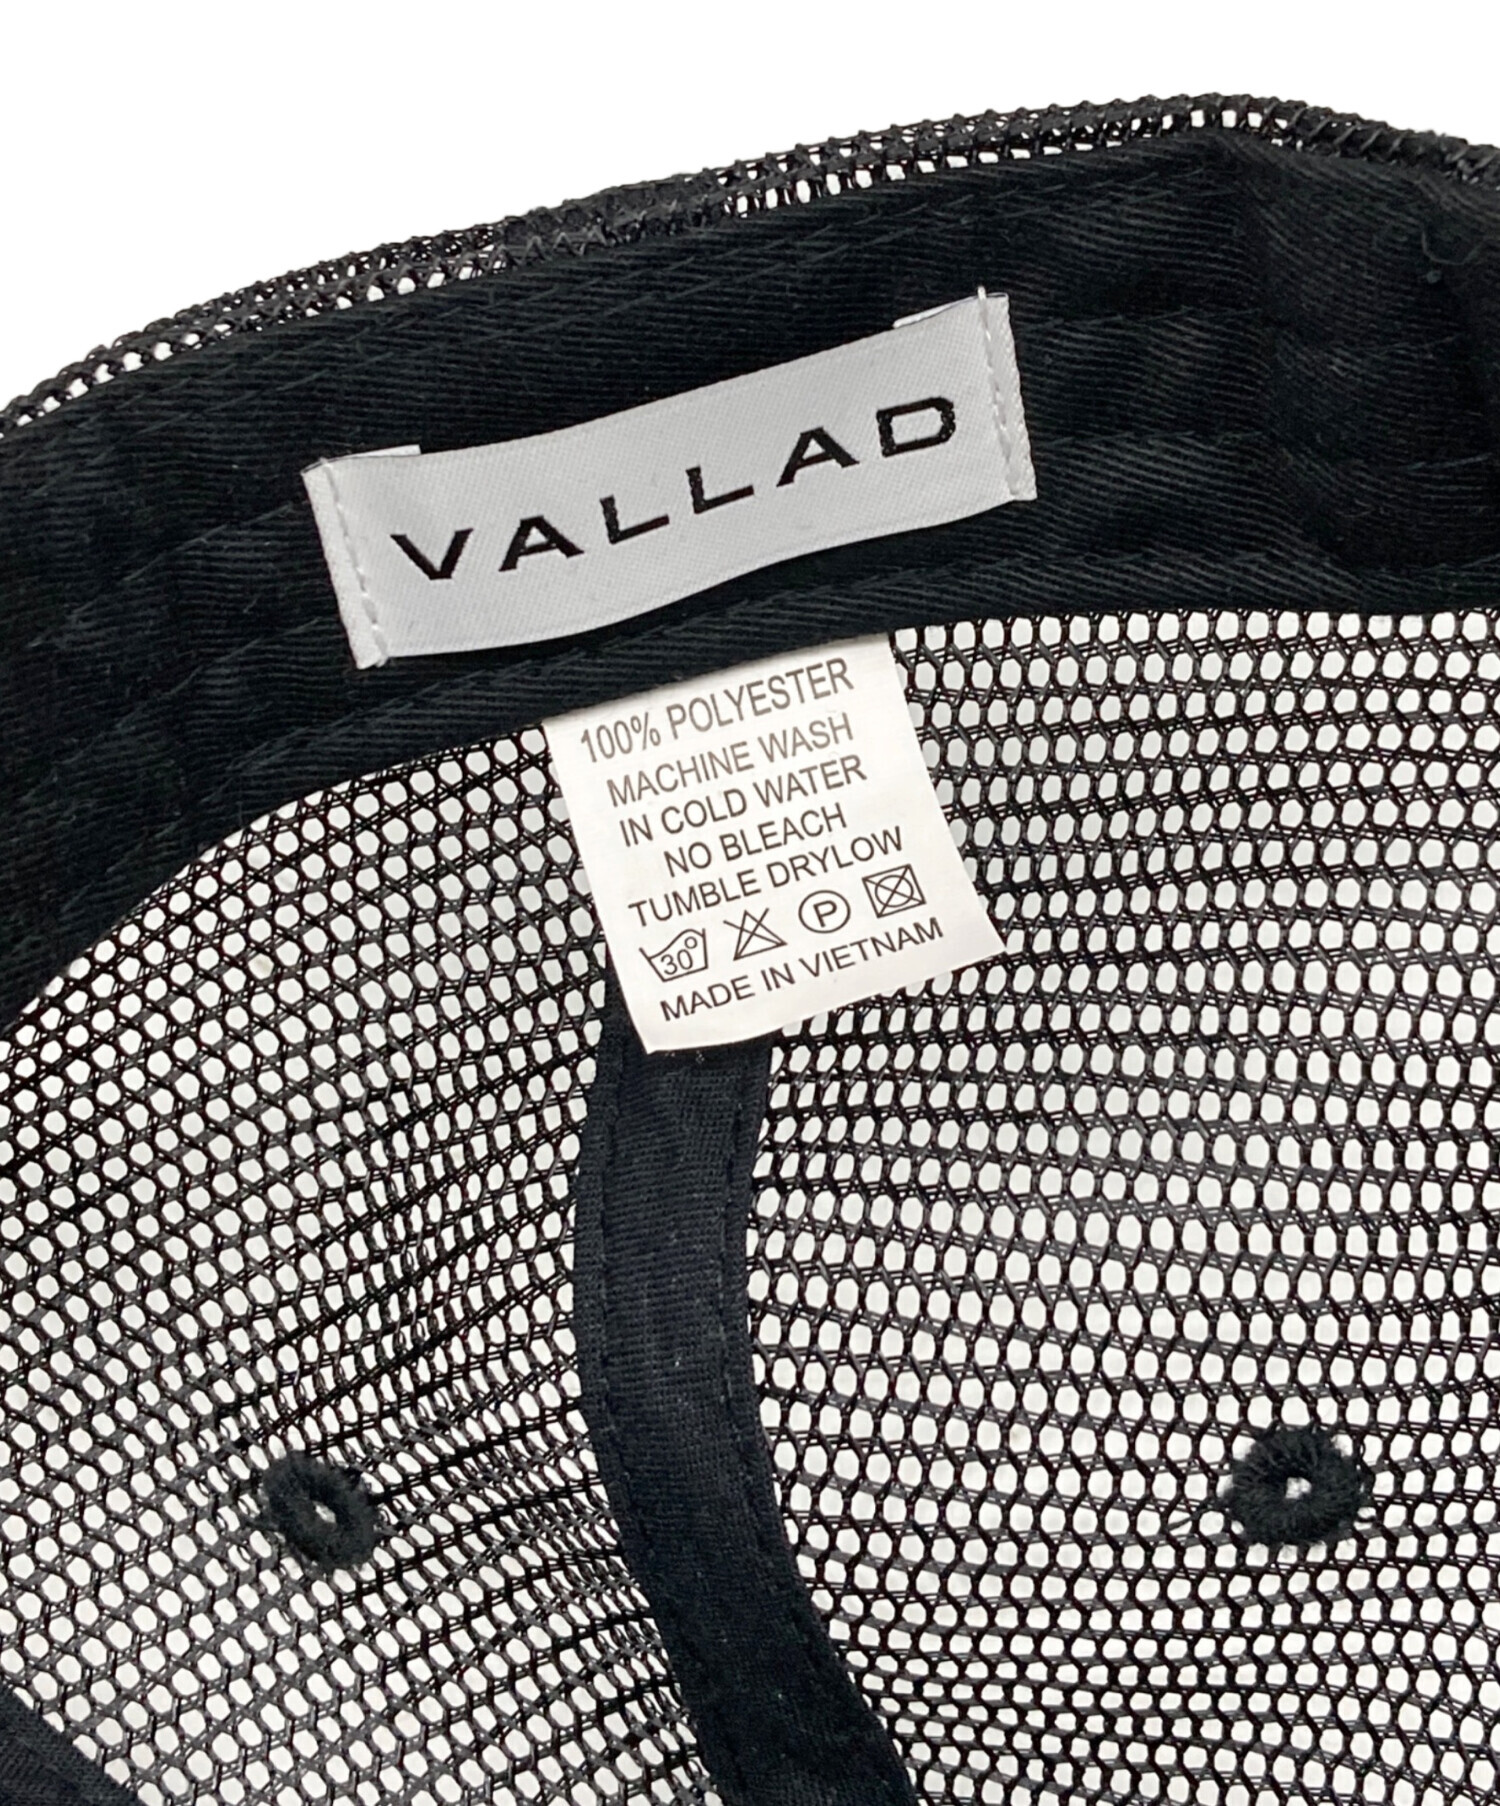 VALLAD
100% POLYESTER
MACHINE WASH
IN COLD WATER
NO BLEACH
TUMBLE DRYLOW
30° P
MADE IN VIETNAM